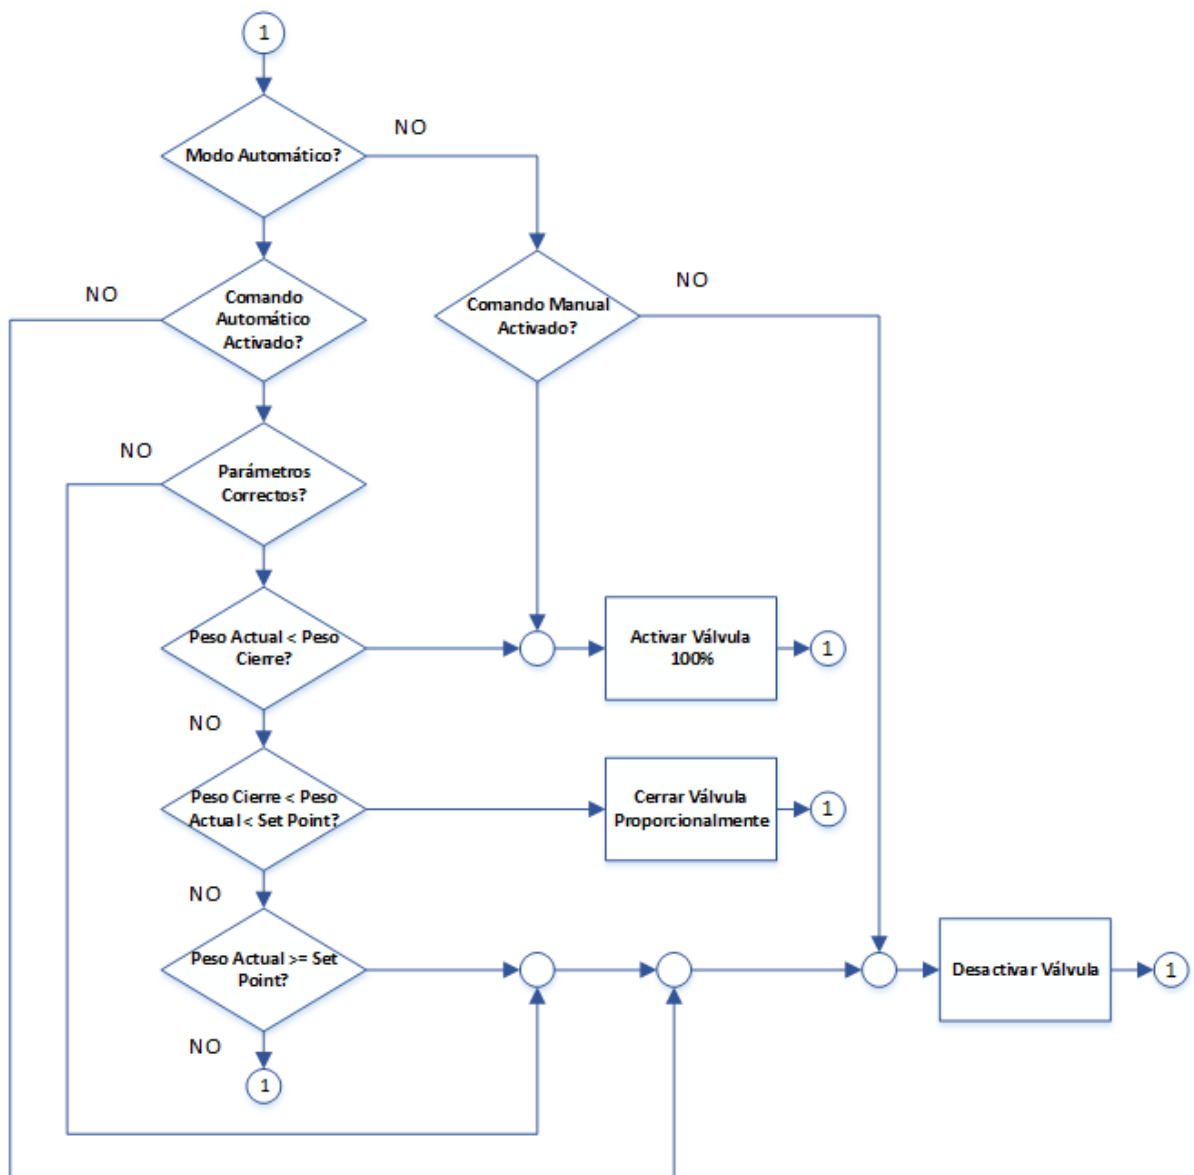 1
NO
Modo Automático?
NO
NO
Comando
Automático
Activado?
Comando Manual
Activado?
NO
Parámetros
Correctos?
Peso Actual < Peso
Cierre?
Activar Válvula
100%
1
NO
Peso Cierre < Peso
Actual < Set Point?
Cerrar Válvula
Proporcionalmente
1
NO
Peso Actual >= Set
Point?
Desactivar Válvula
1
NO
1